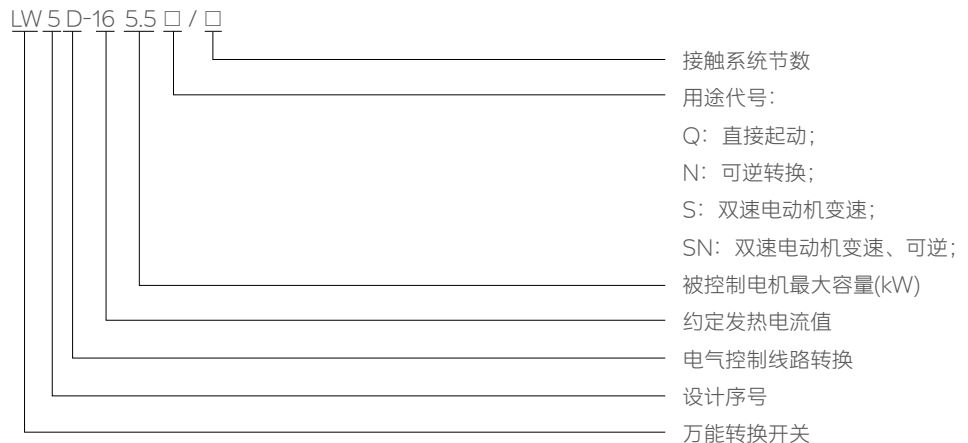 LW5D-16 5.5 □ / □
接触系统节数
用途代号：
Q：直接起动；
N：可逆转换；
S：双速电动机变速；
SN：双速电动机变速、可逆；
被控制电机最大容量(kW)
约定发热电流值
电气控制线路转换
设计序号
万能转换开关